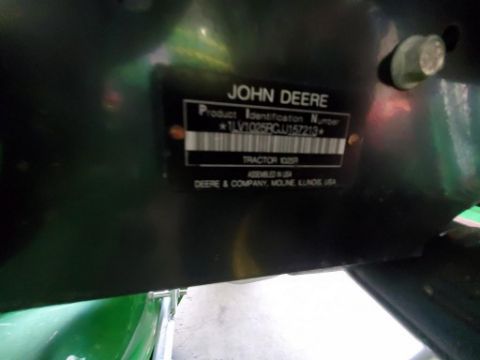 JOHN DEERE
Product Identification Number
*1LV1025RCJJ157213*
TRACTOR 1025R
ASSEMBLED IN USA
DEERE & COMPANY, MOLINE, ILLINOIS, USA